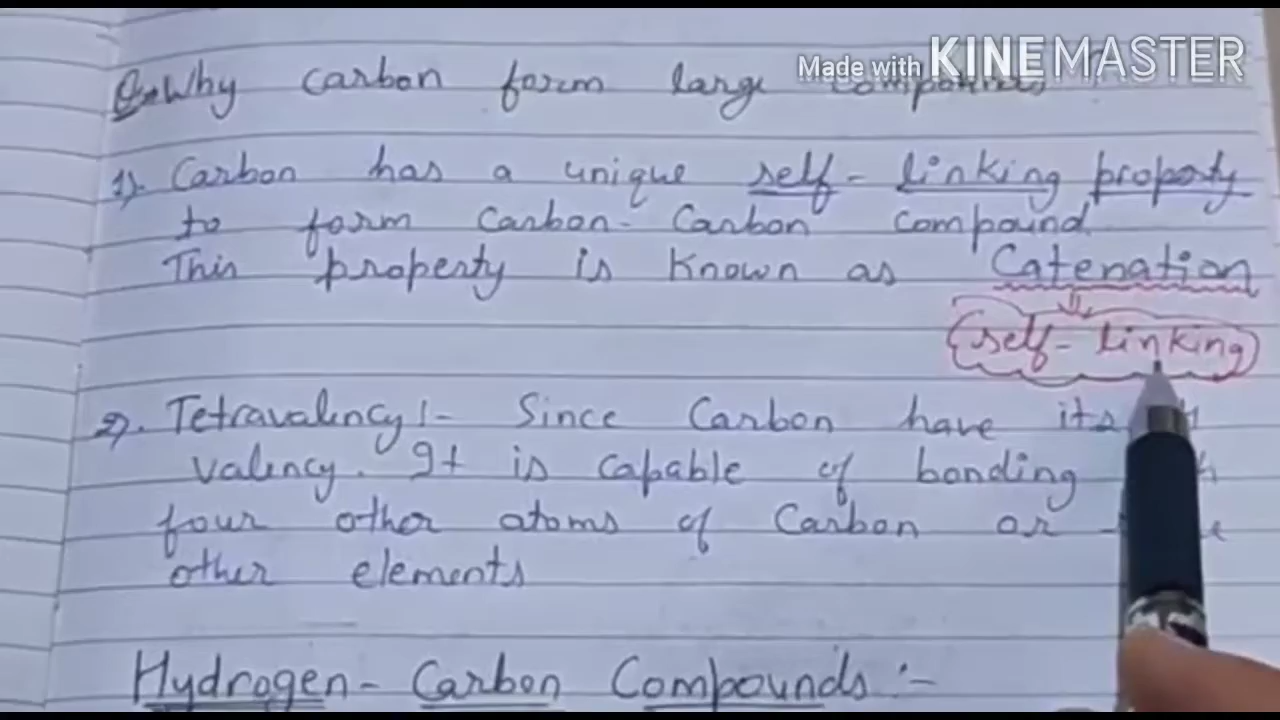 Made with KINEMASTER
Q.→ Why carbon form large compounds ?
1). Carbon has a unique self-linking property
to form Carbon-Carbon compound.
This property is known as Catenation
self-linking
2). Tetravalency:- Since Carbon have its
valency. It is capable of bonding
four other atoms of Carbon or
other elements
Hydrogen-Carbon Compounds:-